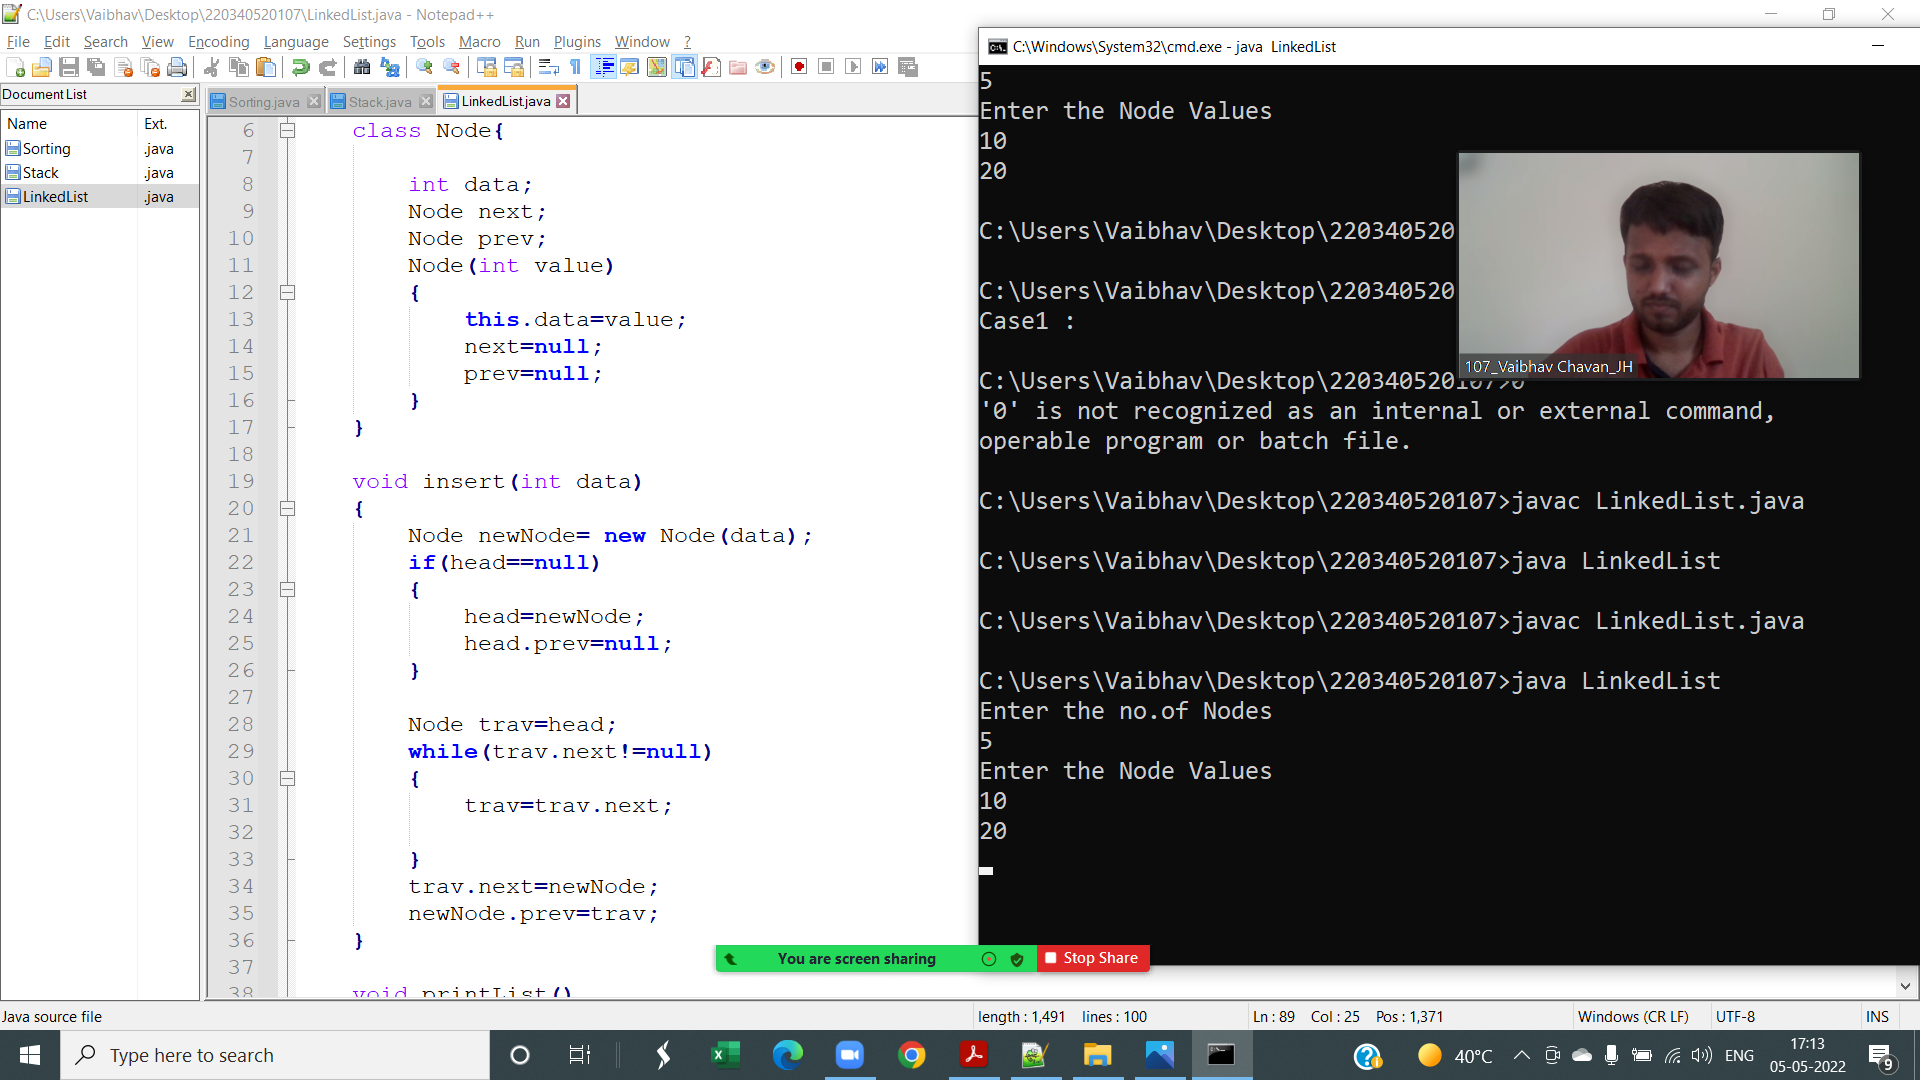 C:\Users\Vaibhav\Desktop\220340520107\LinkedList.java - Notepad++
File Edit Search View Encoding Language Settings Tools Macro Run Plugins Window ?
Document List
Name Ext.
Sorting .java
Stack .java
LinkedList .java
Sorting.java Stack.java LinkedList.java
6 class Node{
7
8 int data;
9 Node next;
10 Node prev;
11 Node(int value)
12 {
13 this.data=value;
14 next=null;
15 prev=null;
16 }
17 }
18
19 void insert(int data)
20 {
21 Node newNode= new Node(data);
22 if(head==null)
23 {
24 head=newNode;
25 head.prev=null;
26 }
27
28 Node trav=head;
29 while(trav.next!=null)
30 {
31 trav=trav.next;
32
33 }
34 trav.next=newNode;
35 newNode.prev=trav;
36 }
37
38 void printList()
C:\Windows\System32\cmd.exe - java LinkedList
5
Enter the Node Values
10
20
C:\Users\Vaibhav\Desktop\220340520
C:\Users\Vaibhav\Desktop\220340520
Case1 :
C:\Users\Vaibhav\Desktop\220340520107>0
'0' is not recognized as an internal or external command,
operable program or batch file.
C:\Users\Vaibhav\Desktop\220340520107>javac LinkedList.java
C:\Users\Vaibhav\Desktop\220340520107>java LinkedList
C:\Users\Vaibhav\Desktop\220340520107>javac LinkedList.java
C:\Users\Vaibhav\Desktop\220340520107>java LinkedList
Enter the no.of Nodes
5
Enter the Node Values
10
20
107_Vaibhav Chavan_JH
You are screen sharing Stop Share
Java source file length : 1,491 lines : 100 Ln : 89 Col : 25 Pos : 1,371 Windows (CR LF) UTF-8 INS
Type here to search
40°C ENG
17:13
05-05-2022
9